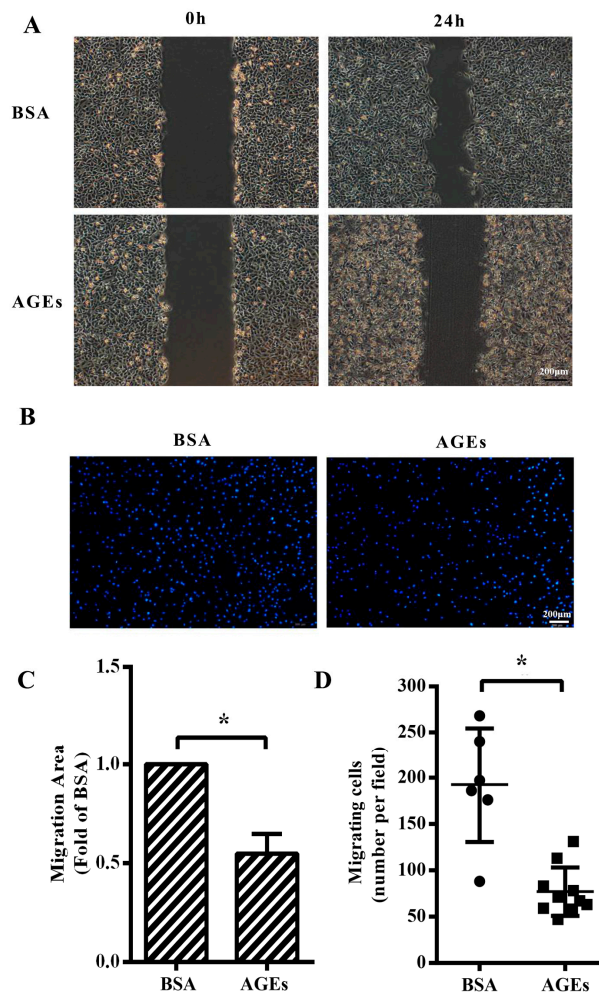 A
0h
24h
BSA
AGEs
200μm
B
BSA
AGEs
200μm
C
Migration Area
(Fold of BSA)
1.5
1.0
0.5
0.0
*
BSA
AGEs
D
Migrating cells
(number per field)
300
250
200
150
100
50
0
*
BSA
AGEs